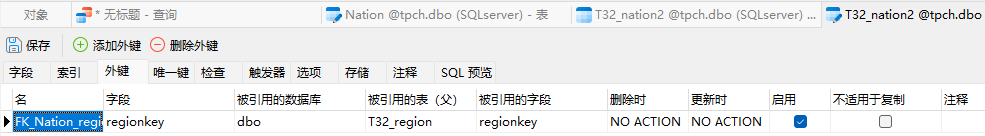 对象 * 无标题 - 查询 Nation @tpch.dbo (SQLserver) - 表 T32_nation2 @tpch.dbo (SQLserver) ... T32_nation2 @tpch.dbo
保存 添加外键 删除外键
字段 索引 外键 唯一键 检查 触发器 选项 存储 注释 SQL 预览
名 字段 被引用的数据库 被引用的表（父） 被引用的字段 删除时 更新时 启用 不适用于复制 注释
FK_Nation_regi regionkey dbo T32_region regionkey NO ACTION NO ACTION